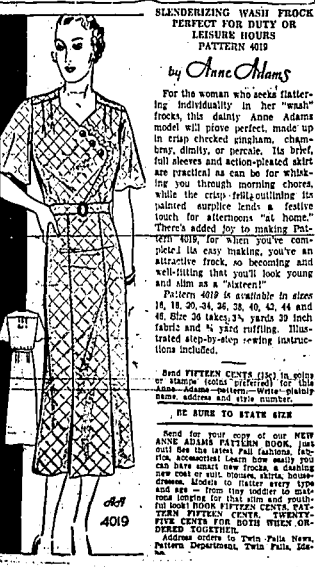 SLENDERIZING WASH FROCK
PERFECT FOR DUTY OR
LEISURE HOURS
PATTERN 4019
by Anne Adams
For the woman who seeks flatter-
ing individuality in her "wash"
frocks, this dainty Anne Adams
model will prove perfect, made up
in crisp checked gingham, cham-
bray, dimity, or percale. Its brief,
full sleeves and action-pleated skirt
are practical as can be for whisk-
ing you through morning chores,
while the crisp frill outlining its
pointed surplice lends a festive
touch for afternoons "at home."
There's added joy to making Pat-
tern 4019, for when you've com-
pleted its easy making, you've an
attractive frock, so becoming and
well-fitting that you'll look young
and slim as a "sixteen!"
Pattern 4019 is available in sizes
16, 18, 20, 34, 36, 38, 40, 42, 44 and
46. Size 36 takes yards 39 inch
fabric and ¾ yard ruffling. Illus-
trated step-by-step sewing instruc-
tions included.
Send FIFTEEN CENTS (15c) in coins
or stamps (coins preferred) for this
Anne Adams pattern. Write plainly
name, address and style number.
BE SURE TO STATE SIZE
Send for your copy of our NEW
ANNE ADAMS PATTERN BOOK, just
out! See the latest Fall fashions, fab-
rics, accessories! Learn how easily you
can have smart new frocks, a dashing
new coat or suit, blouses, skirts, house-
dresses. Models to flatter every type
and age — from tiny toddler to mat-
rons longing for that slim and youth-
ful look! BOOK FIFTEEN CENTS. PAT-
TERN FIFTEEN CENTS. TWENTY-
FIVE CENTS FOR BOTH WHEN OR-
DERED TOGETHER.
Address orders to Twin Falls News,
Pattern Department, Twin Falls, Ida-
AA
4019